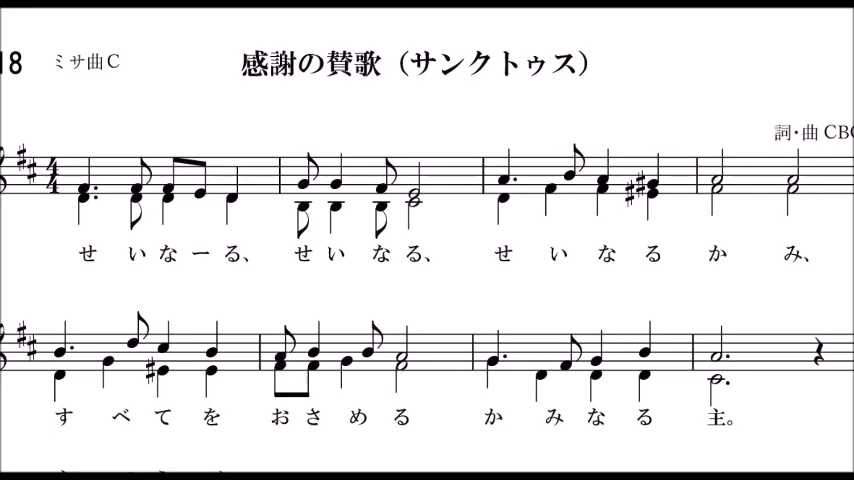 18 ミサ曲C 感謝の賛歌（サンクトゥス）
詞・曲 CBC
せ い な ー る、 せ い な る、 せ い な る か み、
す べ て を お さ め る か み な る 主。